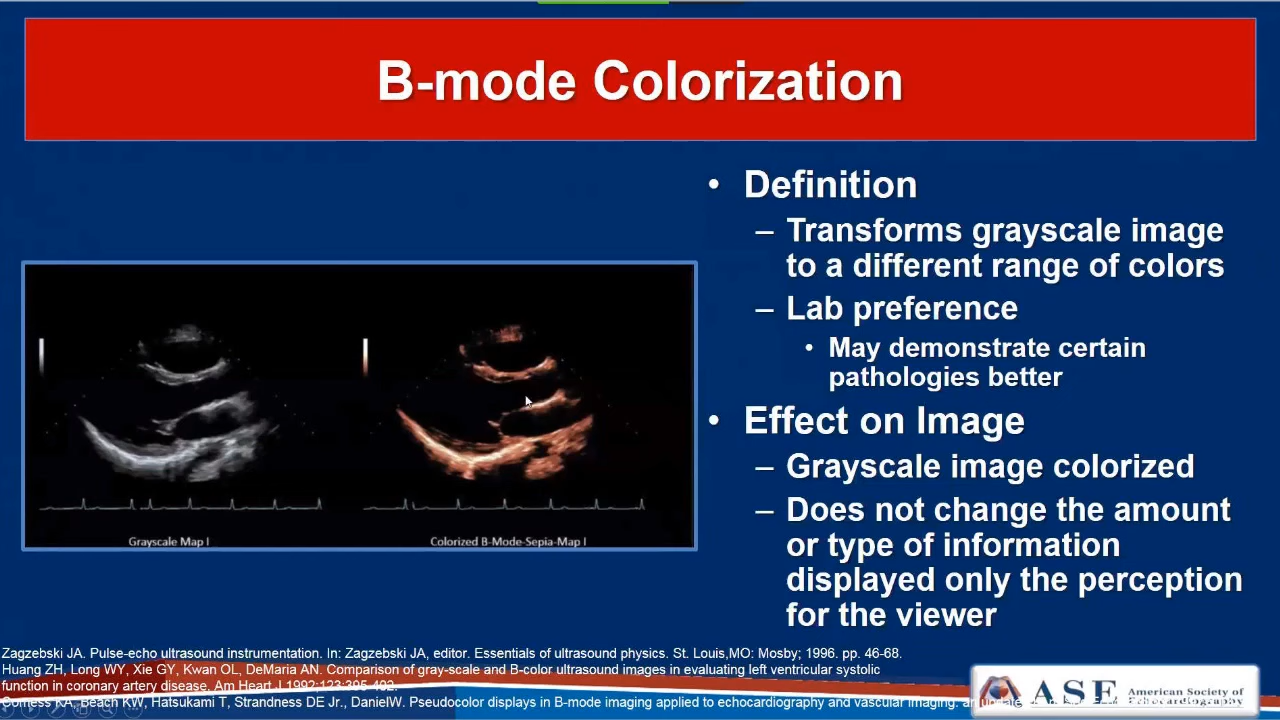 B-mode Colorization
• Definition
– Transforms grayscale image
to a different range of colors
– Lab preference
• May demonstrate certain
pathologies better
• Effect on Image
– Grayscale image colorized
– Does not change the amount
or type of information
displayed only the perception
for the viewer
Grayscale Map I
Colorized B-Mode-Sepia-Map I
Zagzebski JA. Pulse-echo ultrasound instrumentation. In: Zagzebski JA, editor. Essentials of ultrasound physics. St. Louis,MO: Mosby; 1996. pp. 46-68.
Huang ZH, Long WY, Xie GY, Kwan OL, DeMaria AN. Comparison of gray-scale and B-color ultrasound images in evaluating left ventricular systolic
function in coronary artery disease. Am Heart J 1992;123:395-402.
KA, Beach KW, Hatsukami T, Strandness DE Jr., DanielW. Pseudocolor displays in B-mode imaging applied to echocardiography and vascular imaging: an
ASE American Society of
Echocardiography